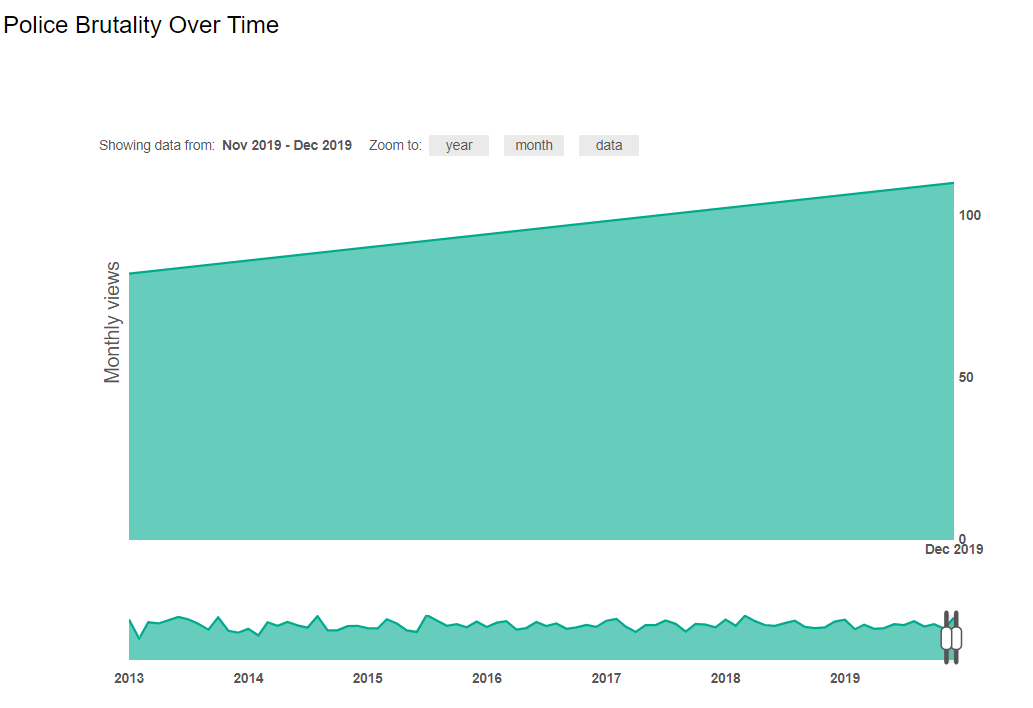 Police Brutality Over Time
Showing data from: Nov 2019 - Dec 2019 Zoom to: year month data
Monthly views
100
50
0
Dec 2019
2013 2014 2015 2016 2017 2018 2019